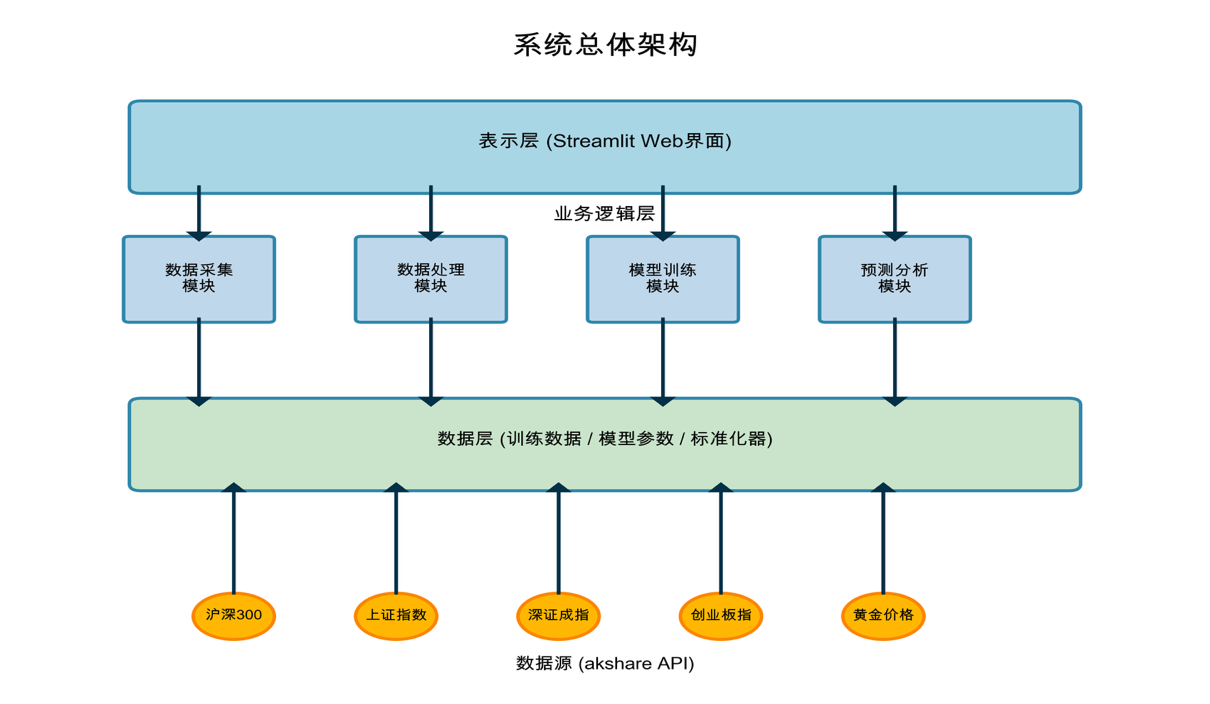 系统总体架构
表示层 (Streamlit Web界面)
业务逻辑层
数据采集
模块
数据处理
模块
模型训练
模块
预测分析
模块
数据层 (训练数据 / 模型参数 / 标准化器)
沪深300
上证指数
深证成指
创业板指
黄金价格
数据源 (akshare API)